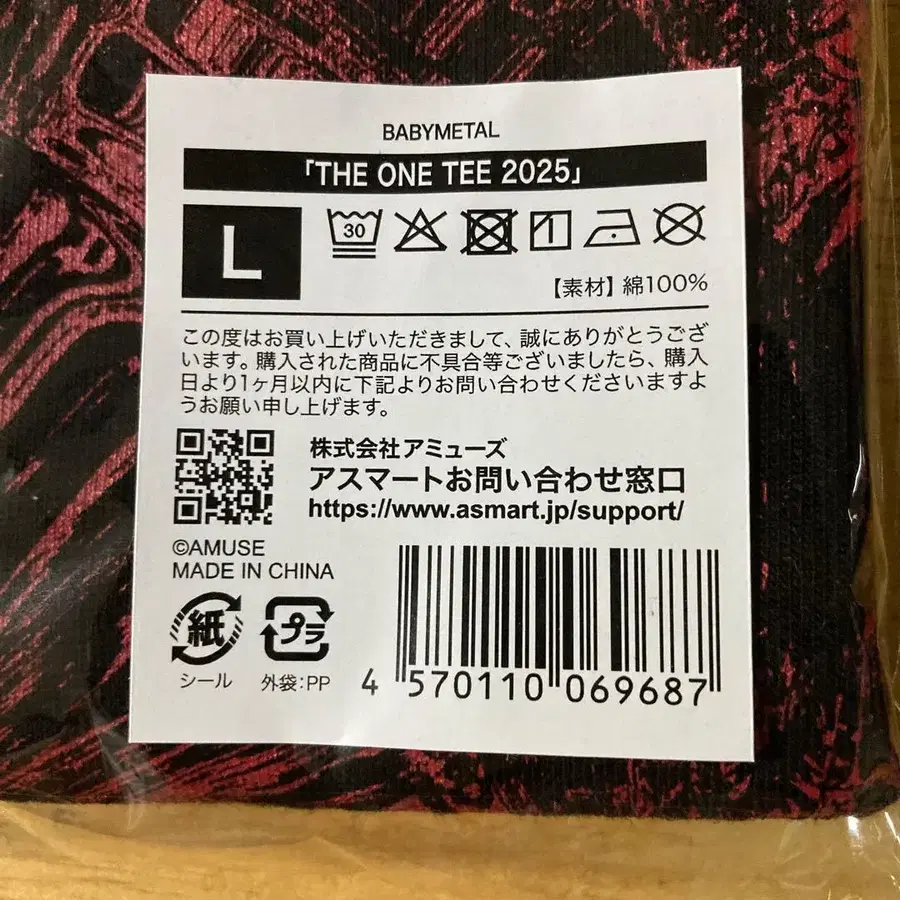 BABYMETAL
「THE ONE TEE 2025」
L
30
【素材】綿100%
この度はお買い上げいただきまして、誠にありがとうござ
います。購入された商品に不具合等ございましたら、購入
日より1ヶ月以内に下記よりお問い合わせくださいますよ
うお願い申し上げます。
株式会社アミューズ
アスマートお問い合わせ窓口
https://www.asmart.jp/support/
©AMUSE
MADE IN CHINA
紙
シール
プラ
外袋:PP
4 570110 069687